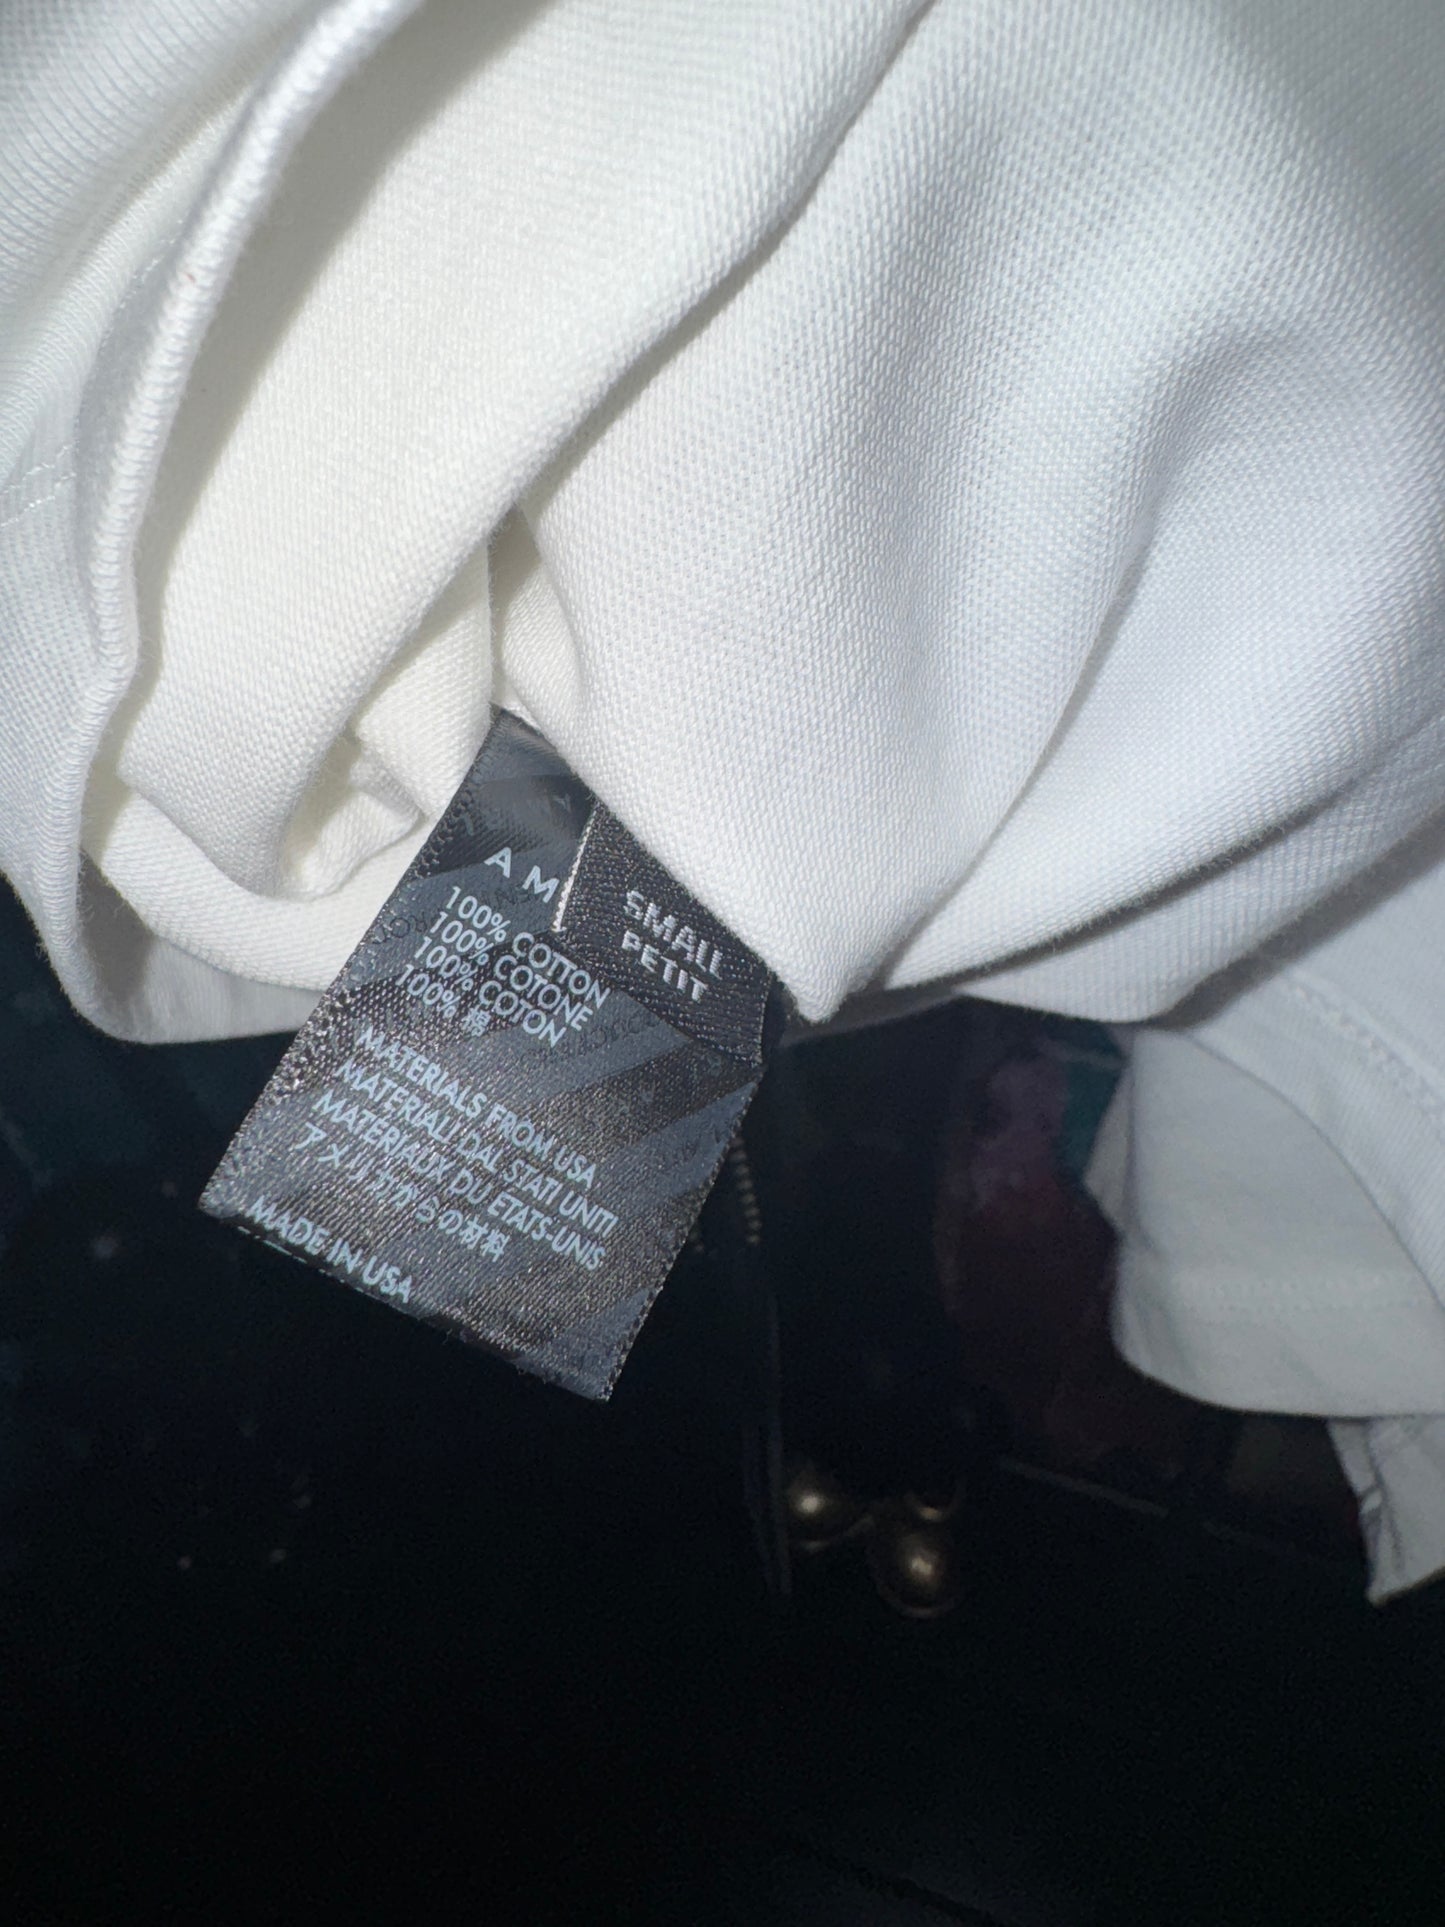 A M
SMALL
PETIT
100% COTTON
100% COTONE
100% COTON
100% 棉
MATERIALS FROM USA
MATERIALI DAL STATI UNITI
MATERIAUX DU ETATS-UNIS
アメリカからの材料
MADE IN USA